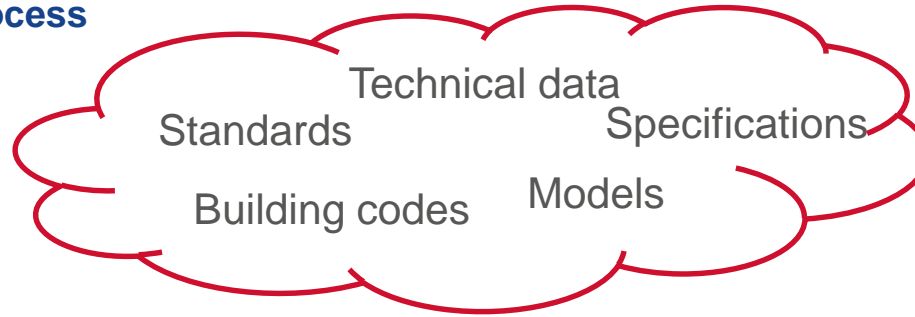 ocess
Technical data
Standards
Specifications
Models
Building codes